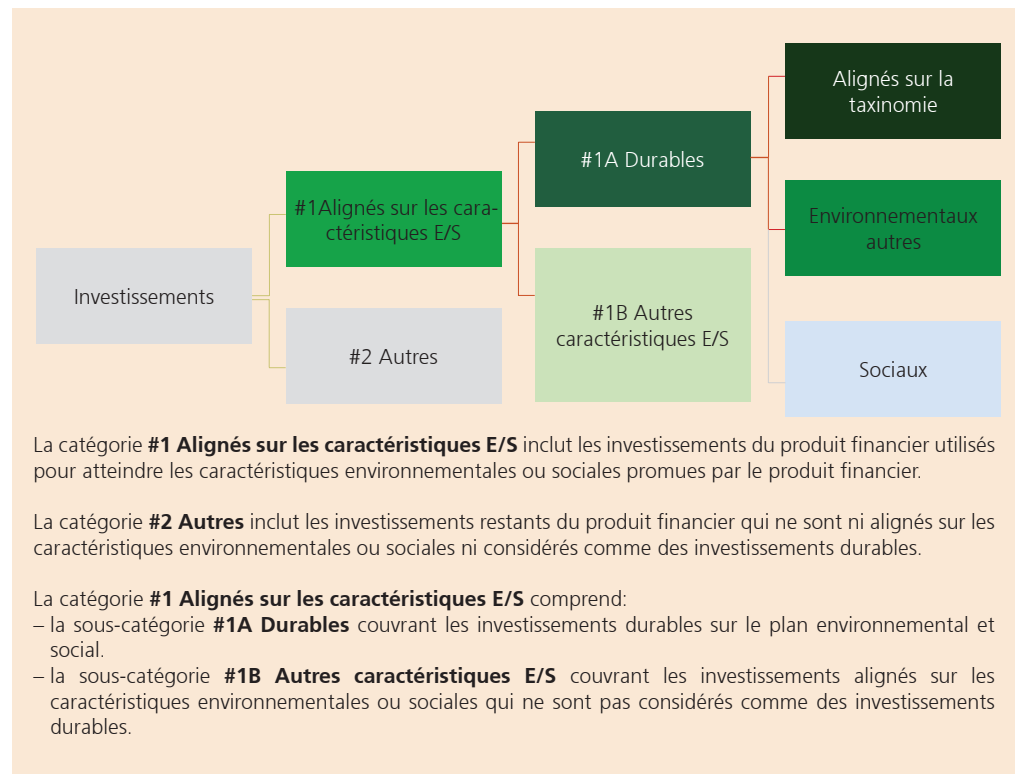 Alignés sur la
taxinomie
#1A Durables
#1Alignés sur les cara-
ctéristiques E/S
Environnementaux
autres
Investissements
#1B Autres
caractéristiques E/S
#2 Autres
Sociaux
La catégorie #1 Alignés sur les caractéristiques E/S inclut les investissements du produit financier utilisés
pour atteindre les caractéristiques environnementales ou sociales promues par le produit financier.
La catégorie #2 Autres inclut les investissements restants du produit financier qui ne sont ni alignés sur les
caractéristiques environnementales ou sociales ni considérés comme des investissements durables.
La catégorie #1 Alignés sur les caractéristiques E/S comprend:
– la sous-catégorie #1A Durables couvrant les investissements durables sur le plan environnemental et
social.
– la sous-catégorie #1B Autres caractéristiques E/S couvrant les investissements alignés sur les
caractéristiques environnementales ou sociales qui ne sont pas considérés comme des investissements
durables.